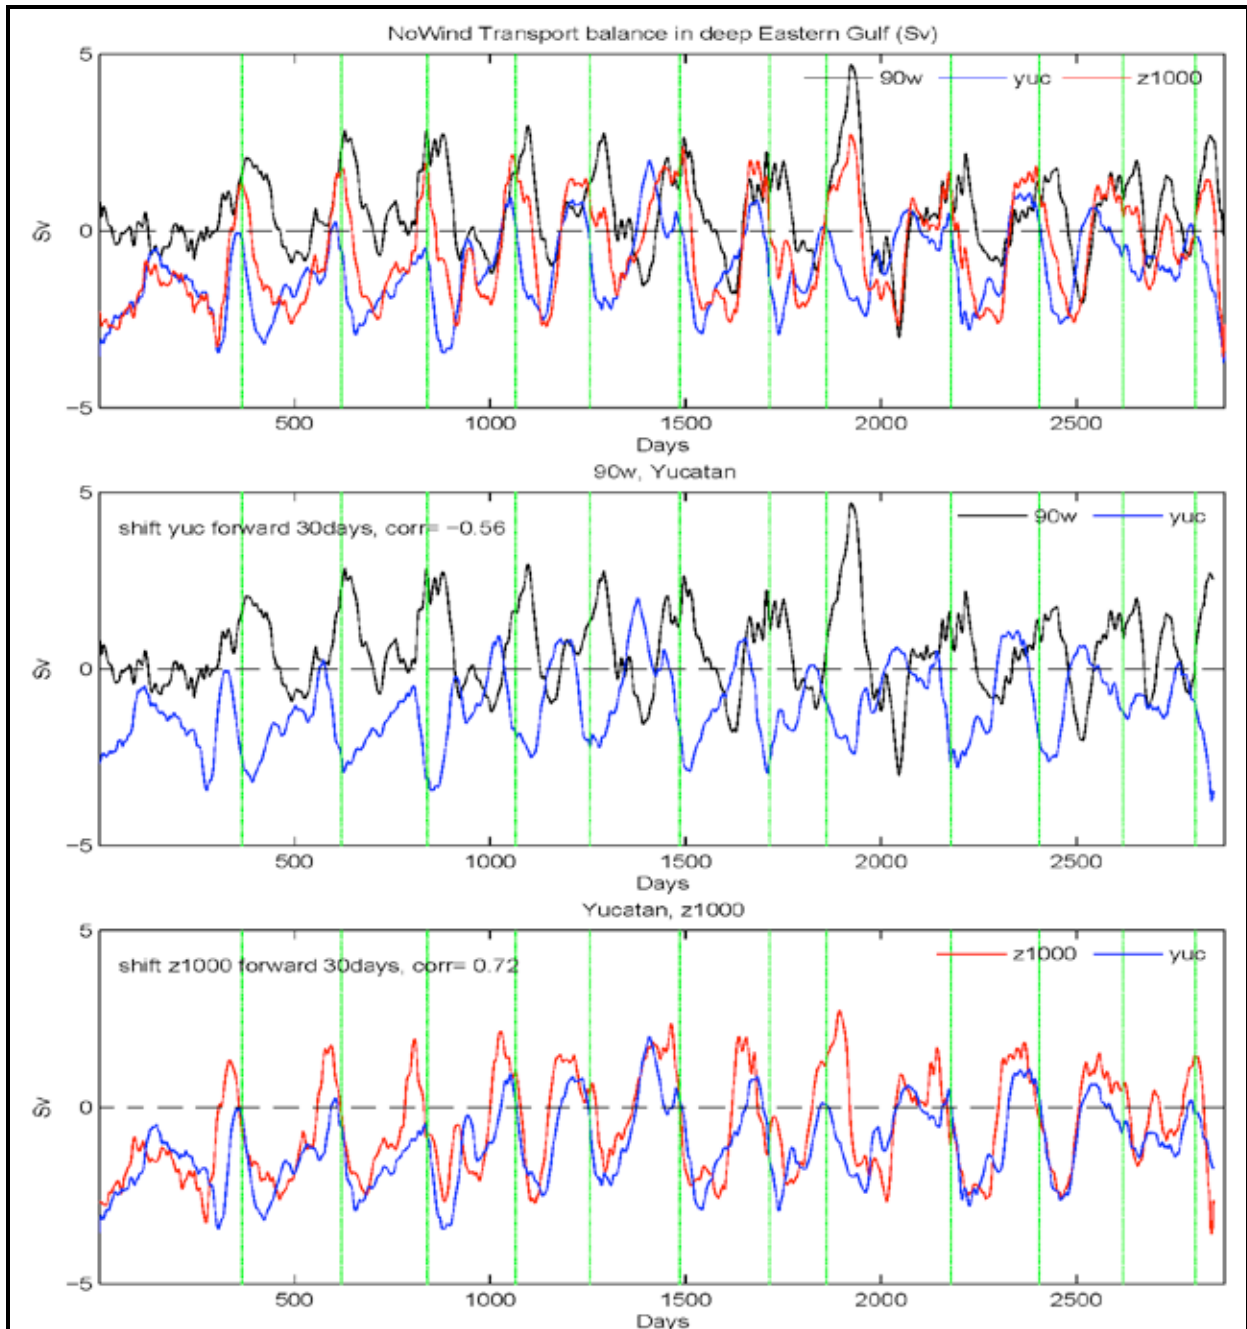 NoWind Transport balance in deep Eastern Gulf (Sv)
5
90w yuc z1000
Sv
0
−5
500 1000 1500 2000 2500
Days
90w, Yucatan
5
shift yuc forward 30days, corr= −0.56
90w yuc
Sv
0
−5
500 1000 1500 2000 2500
Days
Yucatan, z1000
5
shift z1000 forward 30days, corr= 0.72
z1000 yuc
Sv
0
−5
500 1000 1500 2000 2500
Days